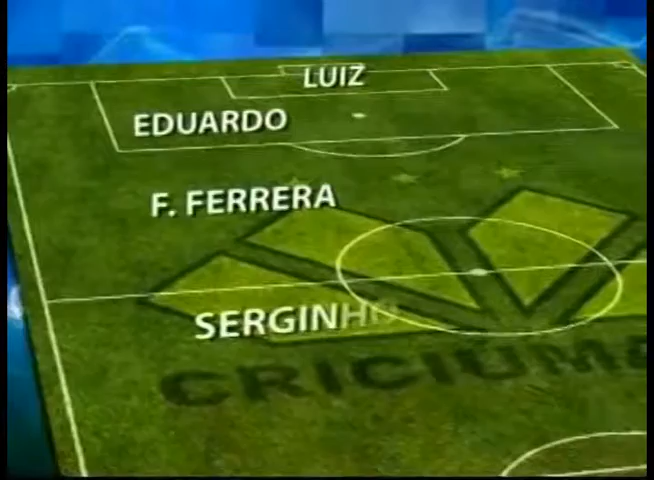 LUIZ
EDUARDO
F. FERRERA
SERGINHO
CRICIUMA